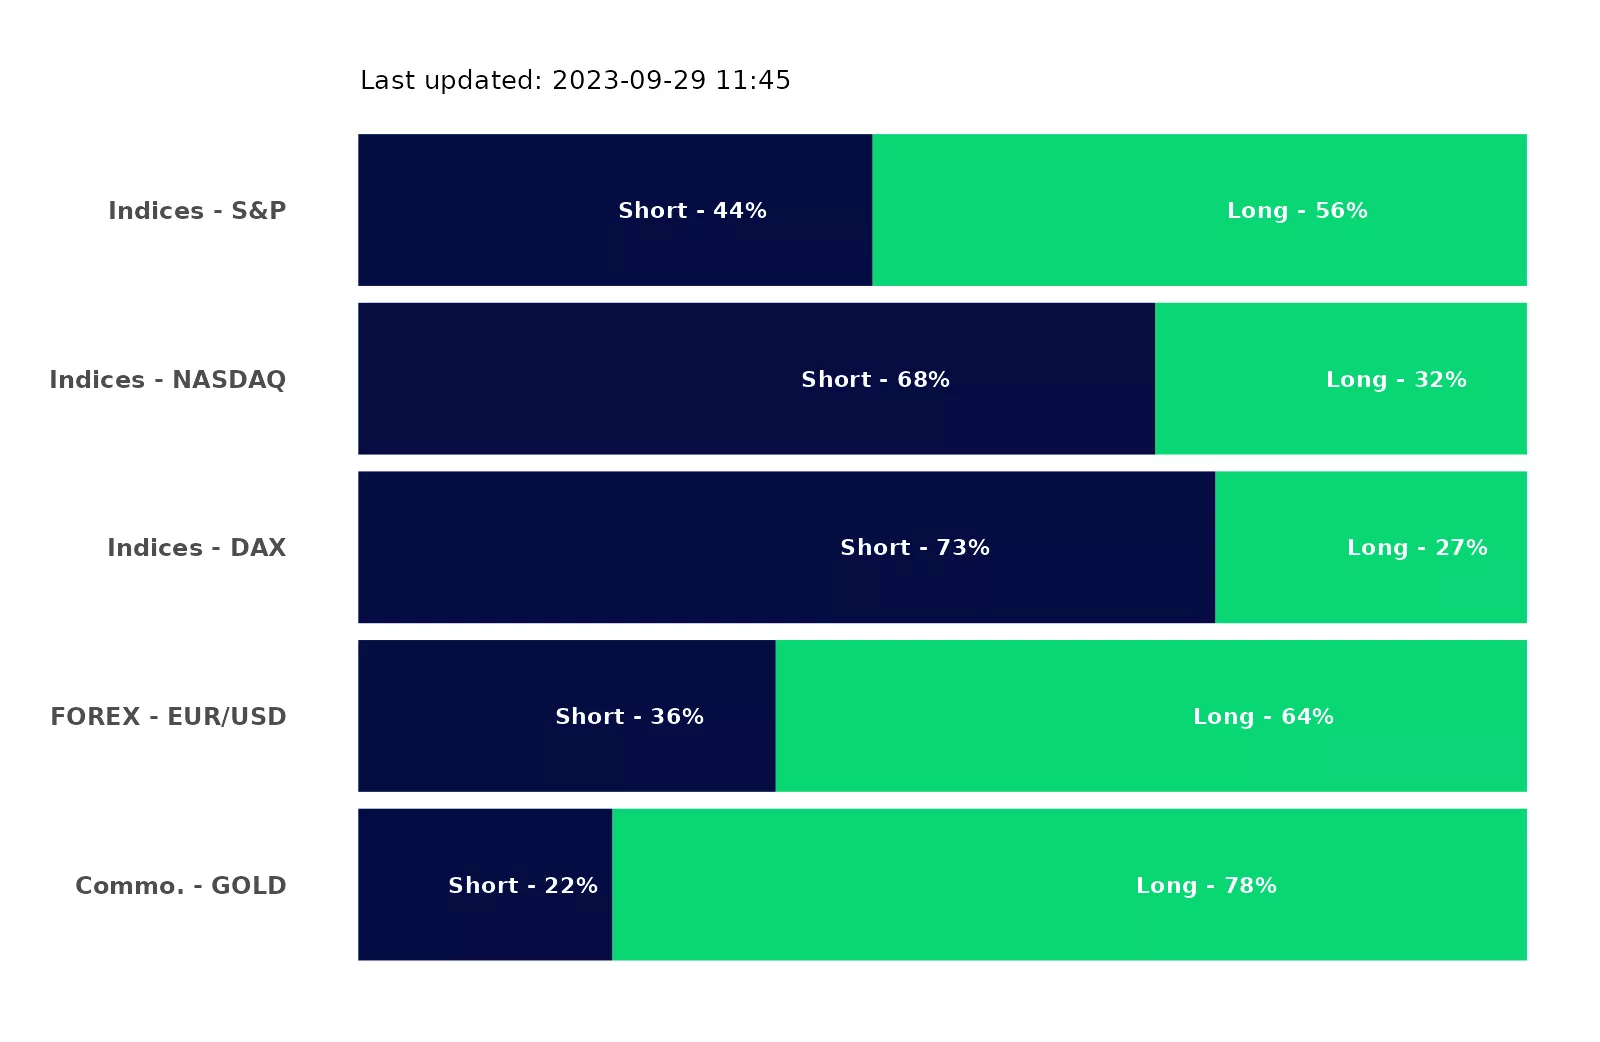 Last updated: 2023-09-29 11:45
Indices - S&P Short - 44% Long - 56%
Indices - NASDAQ Short - 68% Long - 32%
Indices - DAX Short - 73% Long - 27%
FOREX - EUR/USD Short - 36% Long - 64%
Commo. - GOLD Short - 22% Long - 78%